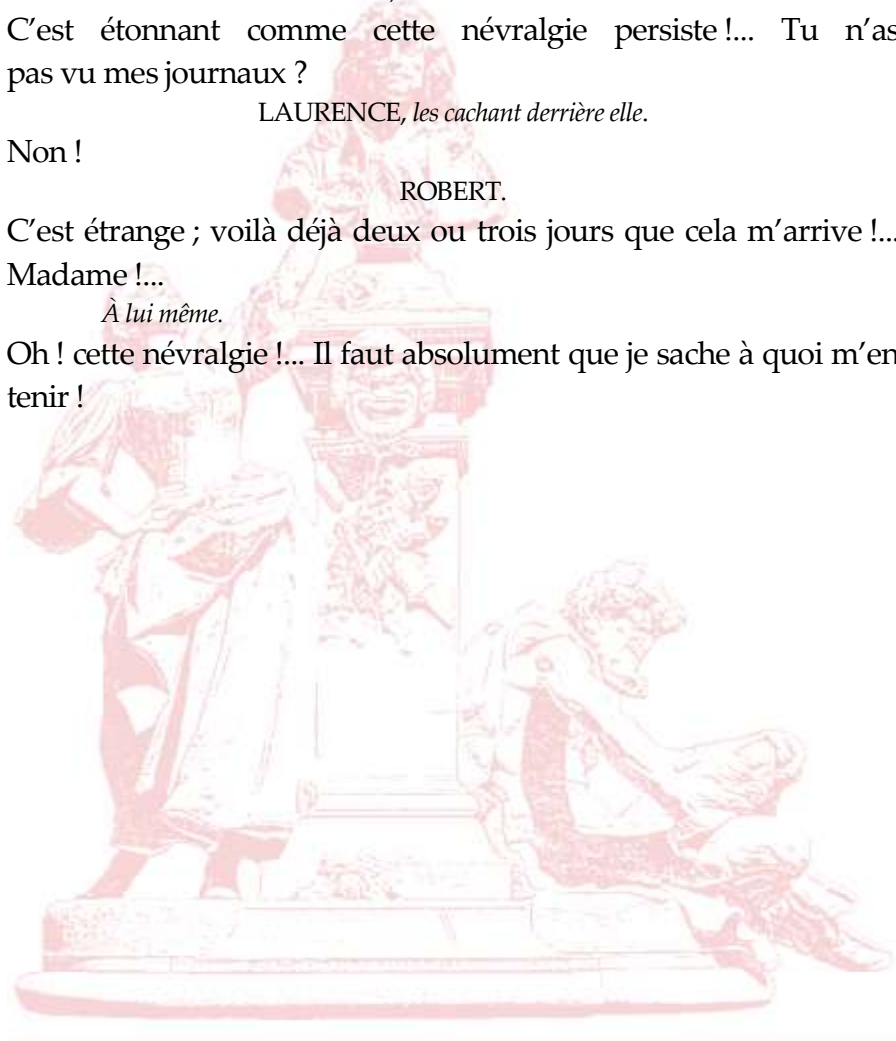 C’est étonnant comme cette névralgie persiste !... Tu n’as
pas vu mes journaux ?
LAURENCE, les cachant derrière elle.
Non !
ROBERT.
C’est étrange ; voilà déjà deux ou trois jours que cela m’arrive !...
Madame !...
À lui même.
Oh ! cette névralgie !... Il faut absolument que je sache à quoi m’en
tenir !